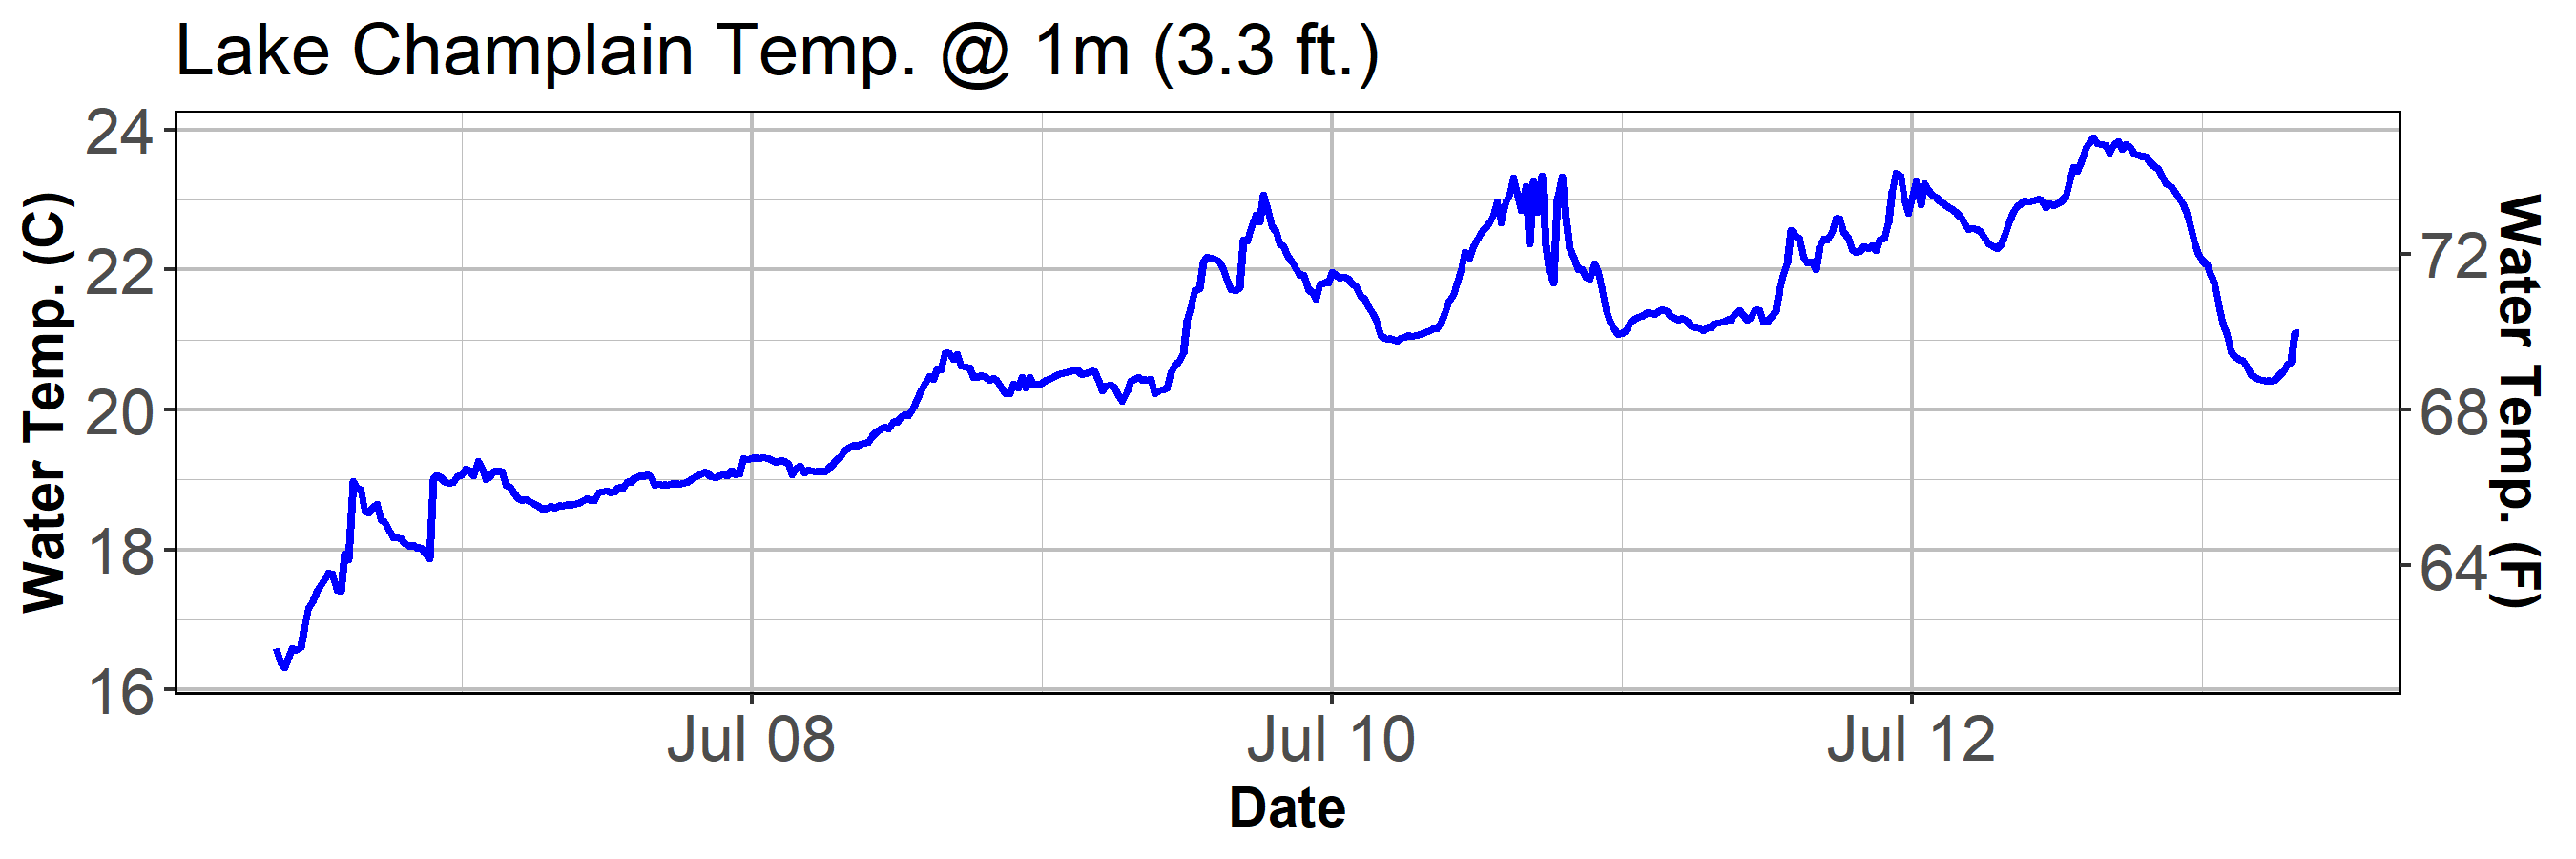 Lake Champlain Temp. @ 1m (3.3 ft.)
Water Temp. (C)
24
22
20
18
16
72
68
64
Water Temp. (F)
Jul 08 Jul 10 Jul 12
Date